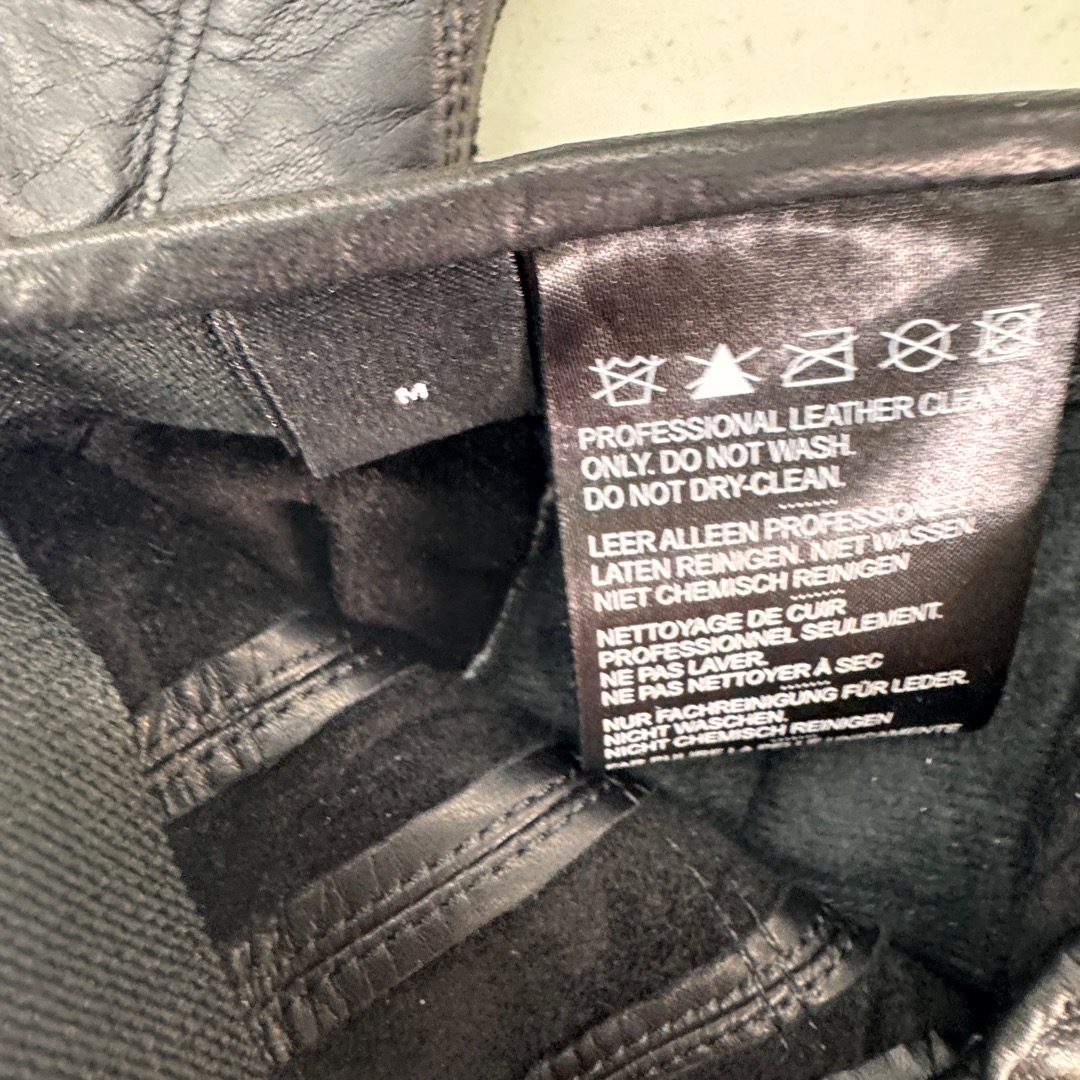 M
PROFESSIONAL LEATHER CLEAN
ONLY. DO NOT WASH.
DO NOT DRY-CLEAN.
LEER ALLEEN PROFESSIONEEL
LATEN REINIGEN. NIET WASSEN.
NIET CHEMISCH REINIGEN
NETTOYAGE DE CUIR
PROFESSIONNEL SEULEMENT.
NE PAS LAVER.
NE PAS NETTOYER À SEC
NUR FACHREINIGUNG FÜR LEDER.
NICHT WASCHEN.
NICHT CHEMISCH REINIGEN